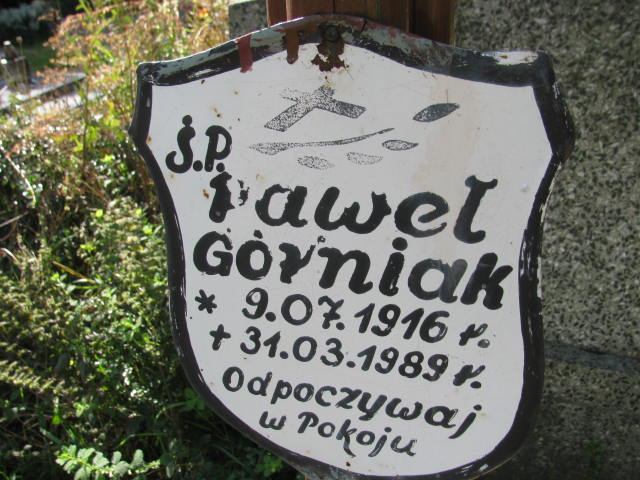 Ś.P.
Paweł
Górniak
* 9.07.1916 r.
+ 31.03.1989 r.
Odpoczywaj
w Pokoju